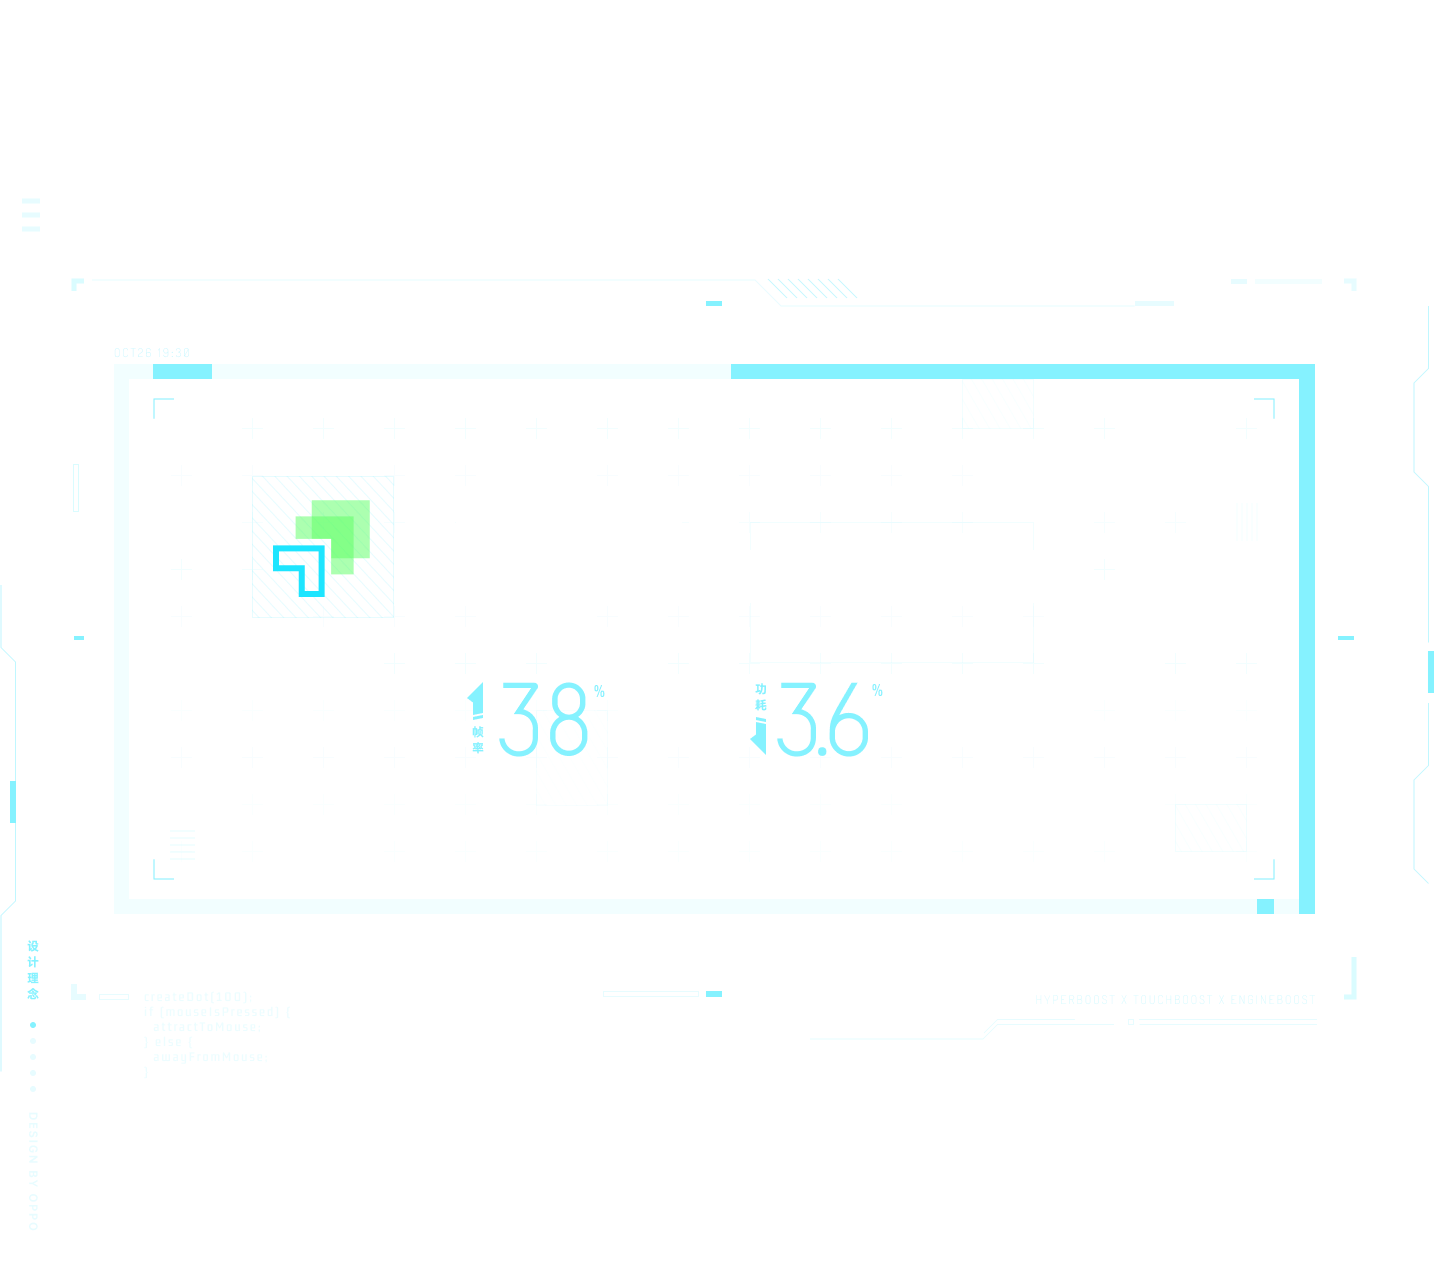 OCT26 19:30
帧率
38%
功耗
3.6%
设计理念
DESIGN BY OPPO
createDot(100)
if (mouseIsPressed) {
attractToMouse;
} else {
awayFromMouse;
}
HYPERBOOST X TOUCHBOOST X ENGINEBOOST